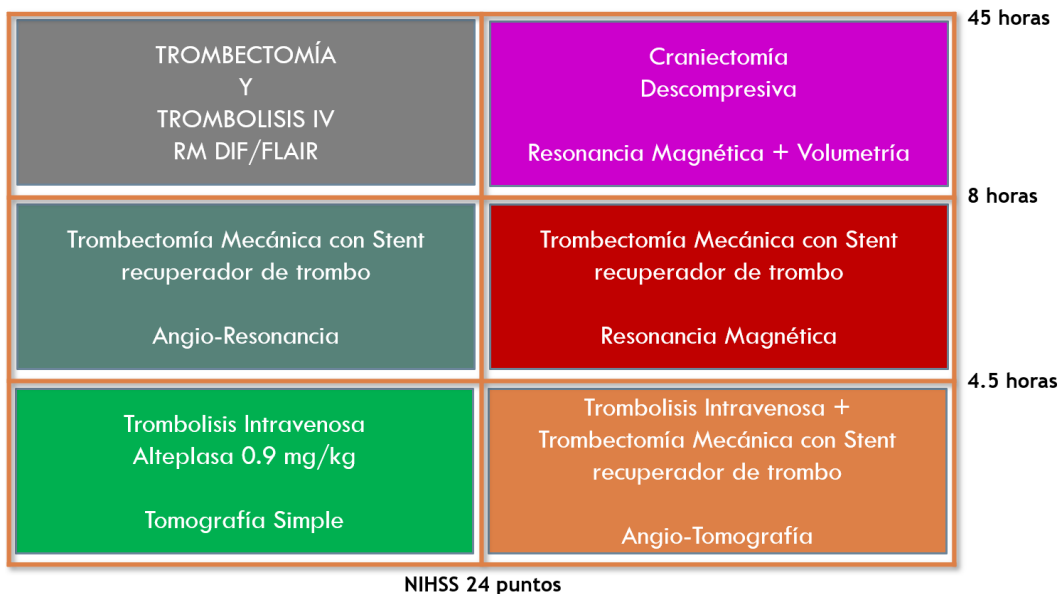 45 horas
TROMBECTOMÍA
Y
TROMBOLISIS IV
RM DIF/FLAIR
Craniectomía
Descompresiva
Resonancia Magnética + Volumetría
8 horas
Trombectomía Mecánica con Stent
recuperador de trombo
Angio-Resonancia
Trombectomía Mecánica con Stent
recuperador de trombo
Resonancia Magnética
4.5 horas
Trombolisis Intravenosa
Alteplasa 0.9 mg/kg
Tomografía Simple
Trombolisis Intravenosa +
Trombectomía Mecánica con Stent
recuperador de trombo
Angio-Tomografía
NIHSS 24 puntos